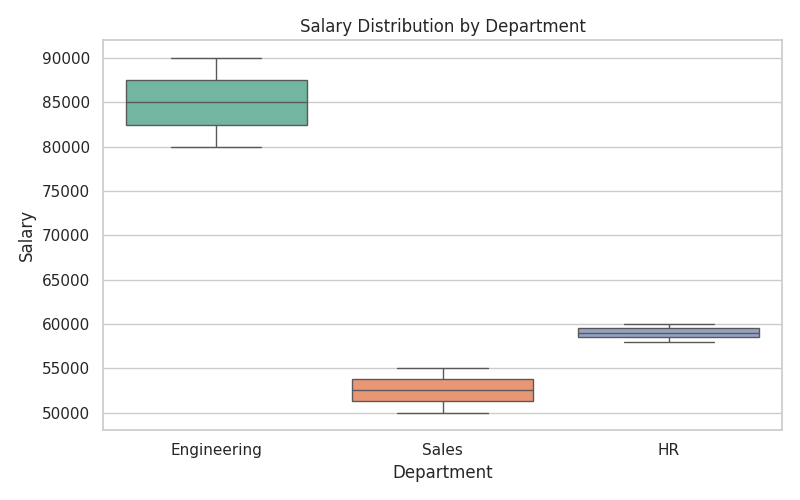 Salary Distribution by Department
90000
85000
80000
75000
70000
65000
60000
55000
50000
Salary
Engineering Sales HR
Department